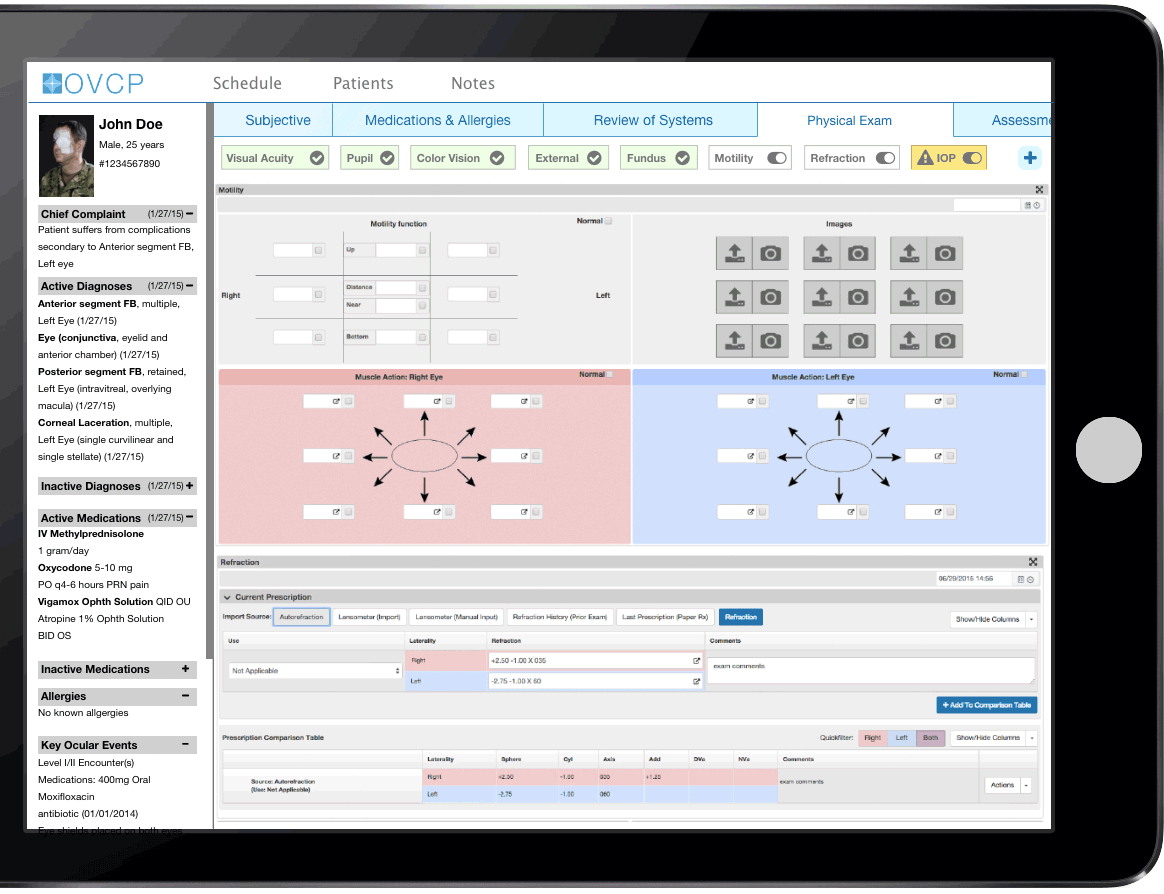 OVCP
Schedule Patients Notes
John Doe
Male, 25 years
#1234567890
Chief Complaint (1/27/15)
Patient suffers from complications
secondary to Anterior segment FB,
Left eye
Active Diagnoses (1/27/15)
Anterior segment FB, multiple,
Left Eye (1/27/15)
Eye (conjunctiva, eyelid and
anterior chamber) (1/27/15)
Posterior segment FB, retained,
Left Eye (intravitreal, overlying
macula) (1/27/15)
Corneal Laceration, multiple,
Left Eye (single curvilinear and
single stellate) (1/27/15)
Inactive Diagnoses (1/27/15)
Active Medications (1/27/15)
IV Methylprednisolone
1 gram/day
Oxycodone 5-10 mg
PO q4-6 hours PRN pain
Vigamox Ophth Solution QID OU
Atropine 1% Ophth Solution
BID OS
Inactive Medications
Allergies
No known allgergies
Key Ocular Events
Level I/II Encounter(s)
Medications: 400mg Oral
Moxifloxacin
antibiotic (01/01/2014)
Eye shields placed on both eyes
Subjective Medications & Allergies Review of Systems Physical Exam Assessme
Visual Acuity Pupil Color Vision External Fundus Motility Refraction IOP
Motility
Motility function Normal
Up
Distance
Right Left
Near
Bottom
Images
Muscle Action: Right Eye Normal
Muscle Action: Left Eye Normal
Refraction
06/29/2015 14:56
Current Prescription
Import Source: Autorefraction Lensometer (Import) Lensometer (Manual Input) Refraction History (Prior Exam) Last Prescription (Paper Rx) Refraction Show/Hide Columns
Use Laterality Refraction Comments
Not Applicable
Right +2.50 -1.00 X 035
Left -2.75 -1.00 X 60
exam comments
Add To Comparison Table
Prescription Comparison Table Quickfilter: Right Left Both Show/Hide Columns
Laterality Sphere Cyl Axis Add DVa NVa Comments
Source: Autorefraction
(Use: Not Applicable)
Right +2.50 -1.00 +1.25
Left -2.75 -1.00 060
exam comments
Actions